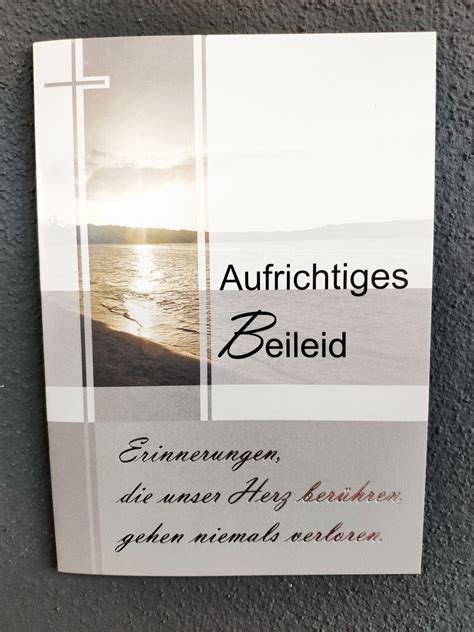 Aufrichtiges
Beileid
Erinnerungen,
die unser Herz berühren,
gehen niemals verloren.